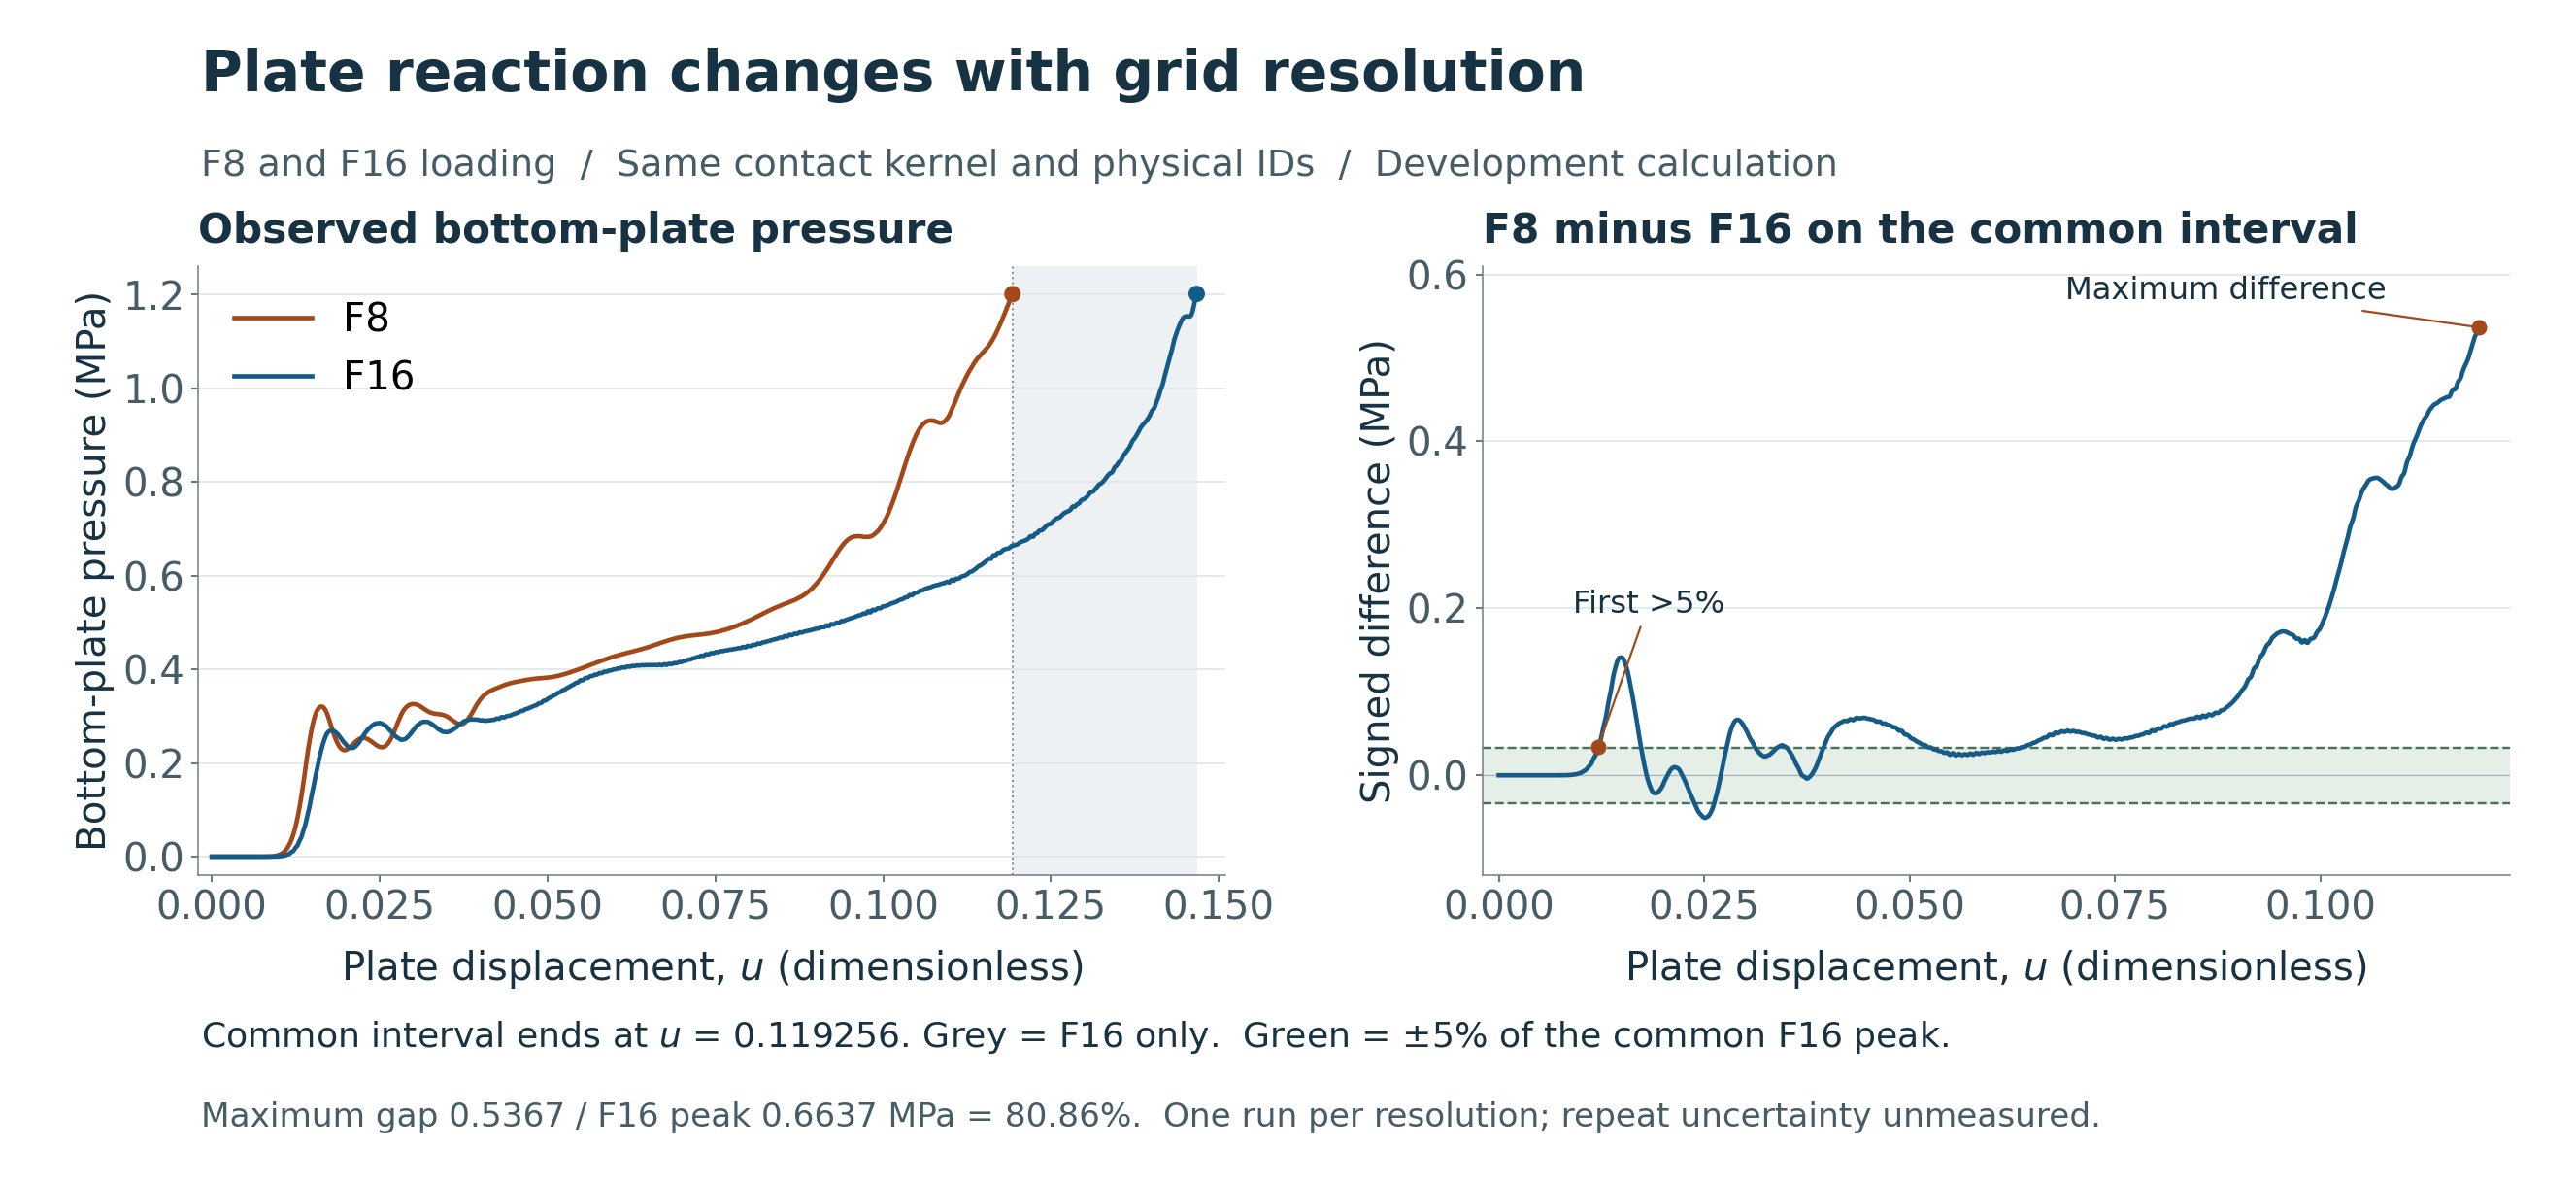 Plate reaction changes with grid resolution
F8 and F16 loading / Same contact kernel and physical IDs / Development calculation
Observed bottom-plate pressure
Bottom-plate pressure (MPa)
1.2
1.0
0.8
0.6
0.4
0.2
0.0
F8
F16
0.000 0.025 0.050 0.075 0.100 0.125 0.150
Plate displacement, u (dimensionless)
F8 minus F16 on the common interval
Signed difference (MPa)
0.6
0.4
0.2
0.0
Maximum difference
First >5%
0.000 0.025 0.050 0.075 0.100
Plate displacement, u (dimensionless)
Common interval ends at u = 0.119256. Grey = F16 only. Green = ±5% of the common F16 peak.
Maximum gap 0.5367 / F16 peak 0.6637 MPa = 80.86%. One run per resolution; repeat uncertainty unmeasured.